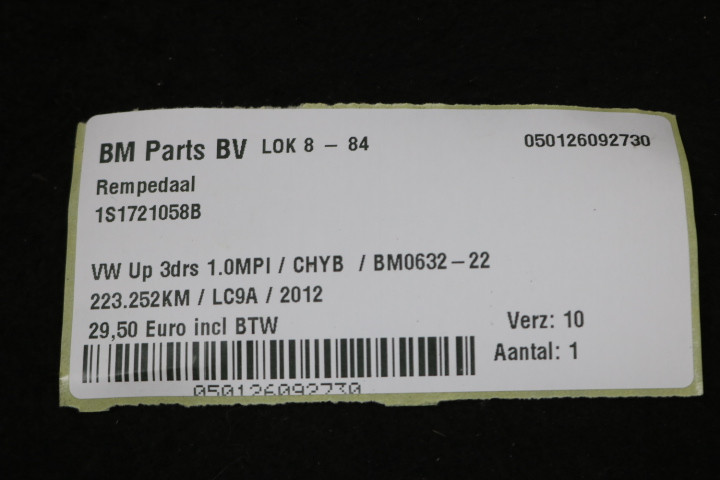 BM Parts BV LOK 8 - 84 050126092730
Rempedaal
1S1721058B
VW Up 3drs 1.0MPI / CHYB / BM0632-22
223.252KM / LC9A / 2012
29,50 Euro incl BTW Verz: 10
Aantal: 1
050126092730